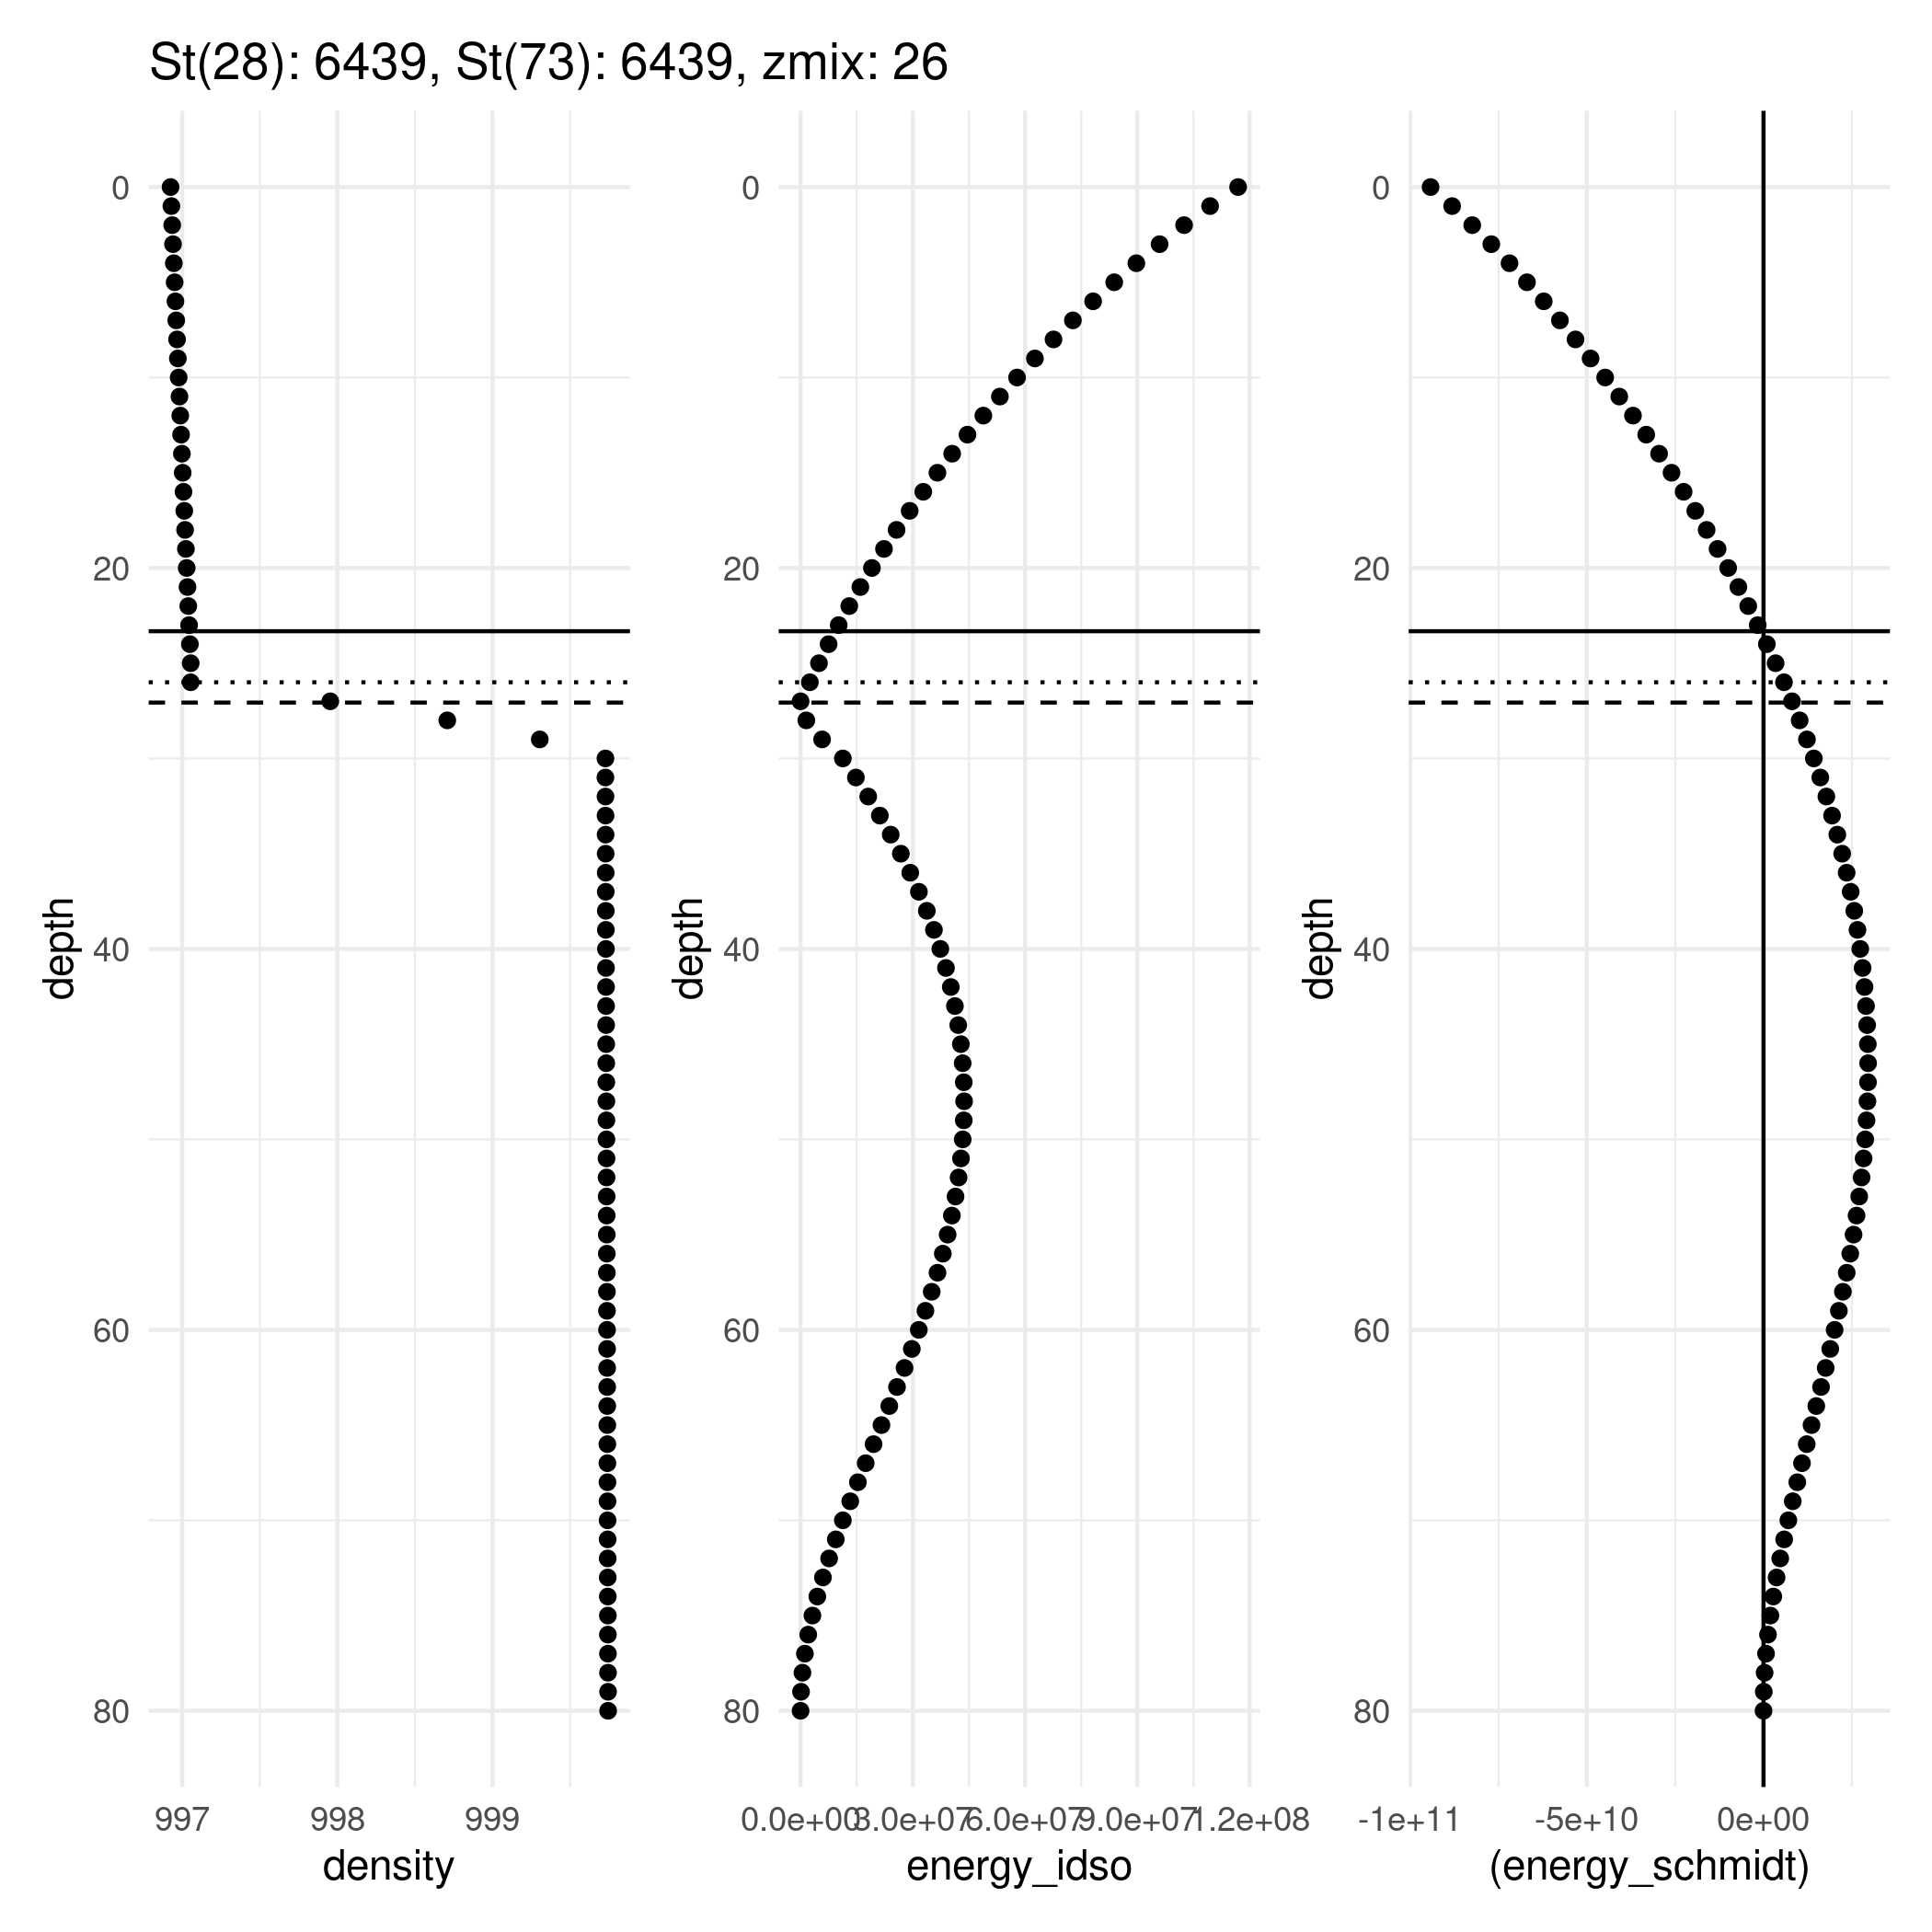 St(28): 6439, St(73): 6439, zmix: 26
0
20
40
60
80
depth
997
998
999
density
0
20
40
60
80
depth
0.0e+00
3.0e+07
6.0e+07
9.0e+07
1.2e+08
energy_idso
0
20
40
60
80
depth
-1e+11
-5e+10
0e+00
(energy_schmidt)